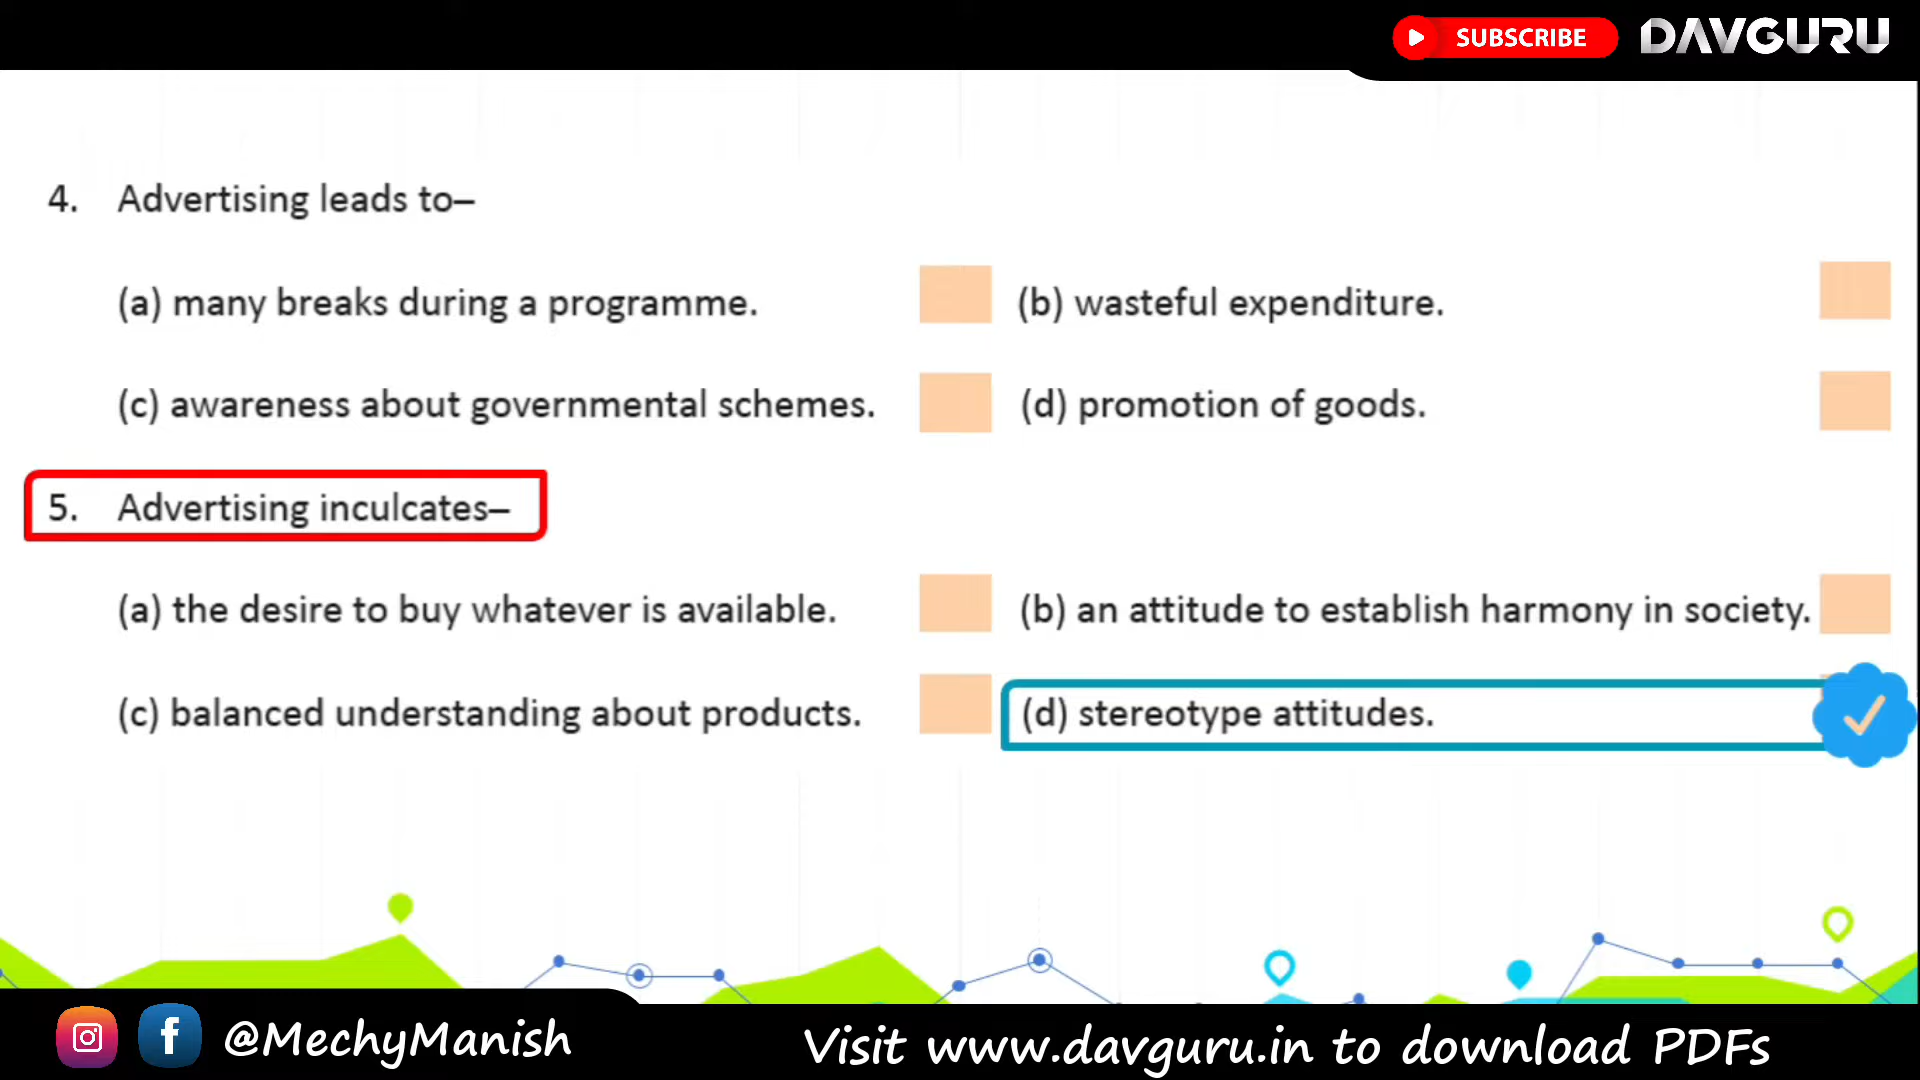 SUBSCRIBE DAVGURU
4. Advertising leads to–
(a) many breaks during a programme. (b) wasteful expenditure.
(c) awareness about governmental schemes. (d) promotion of goods.
5. Advertising inculcates–
(a) the desire to buy whatever is available. (b) an attitude to establish harmony in society.
(c) balanced understanding about products. (d) stereotype attitudes.
@MechyManish Visit www.davguru.in to download PDFs